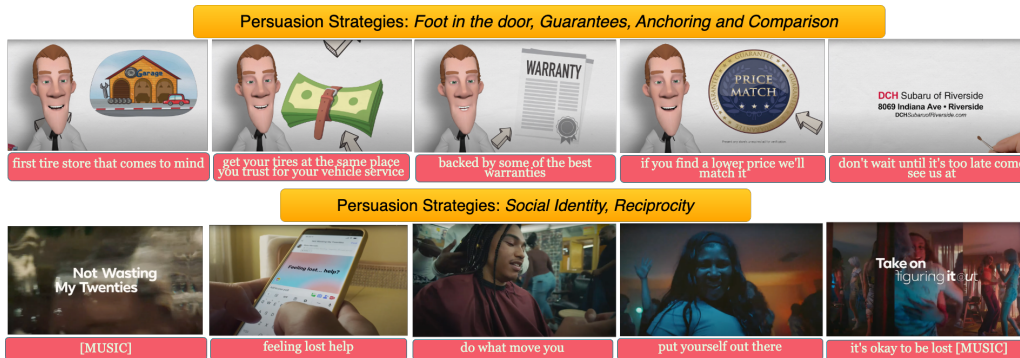 Persuasion Strategies: Foot in the door, Guarantees, Anchoring and Comparison
Garage
WARRANTY
GUARANTEE
PRICE
MATCH
DCH Subaru of Riverside
8069 Indiana Ave • Riverside
DCHSubaruofRiverside.com
first tire store that comes to mind
get your tires at the same place
you trust for your vehicle service
backed by some of the best
warranties
if you find a lower price we'll
match it
don't wait until it's too late come
see us at
Persuasion Strategies: Social Identity, Reciprocity
Not Wasting
My Twenties
Feeling lost... help?
Take on
figuring it out
[MUSIC]
feeling lost help
do what move you
put yourself out there
it's okay to be lost [MUSIC]